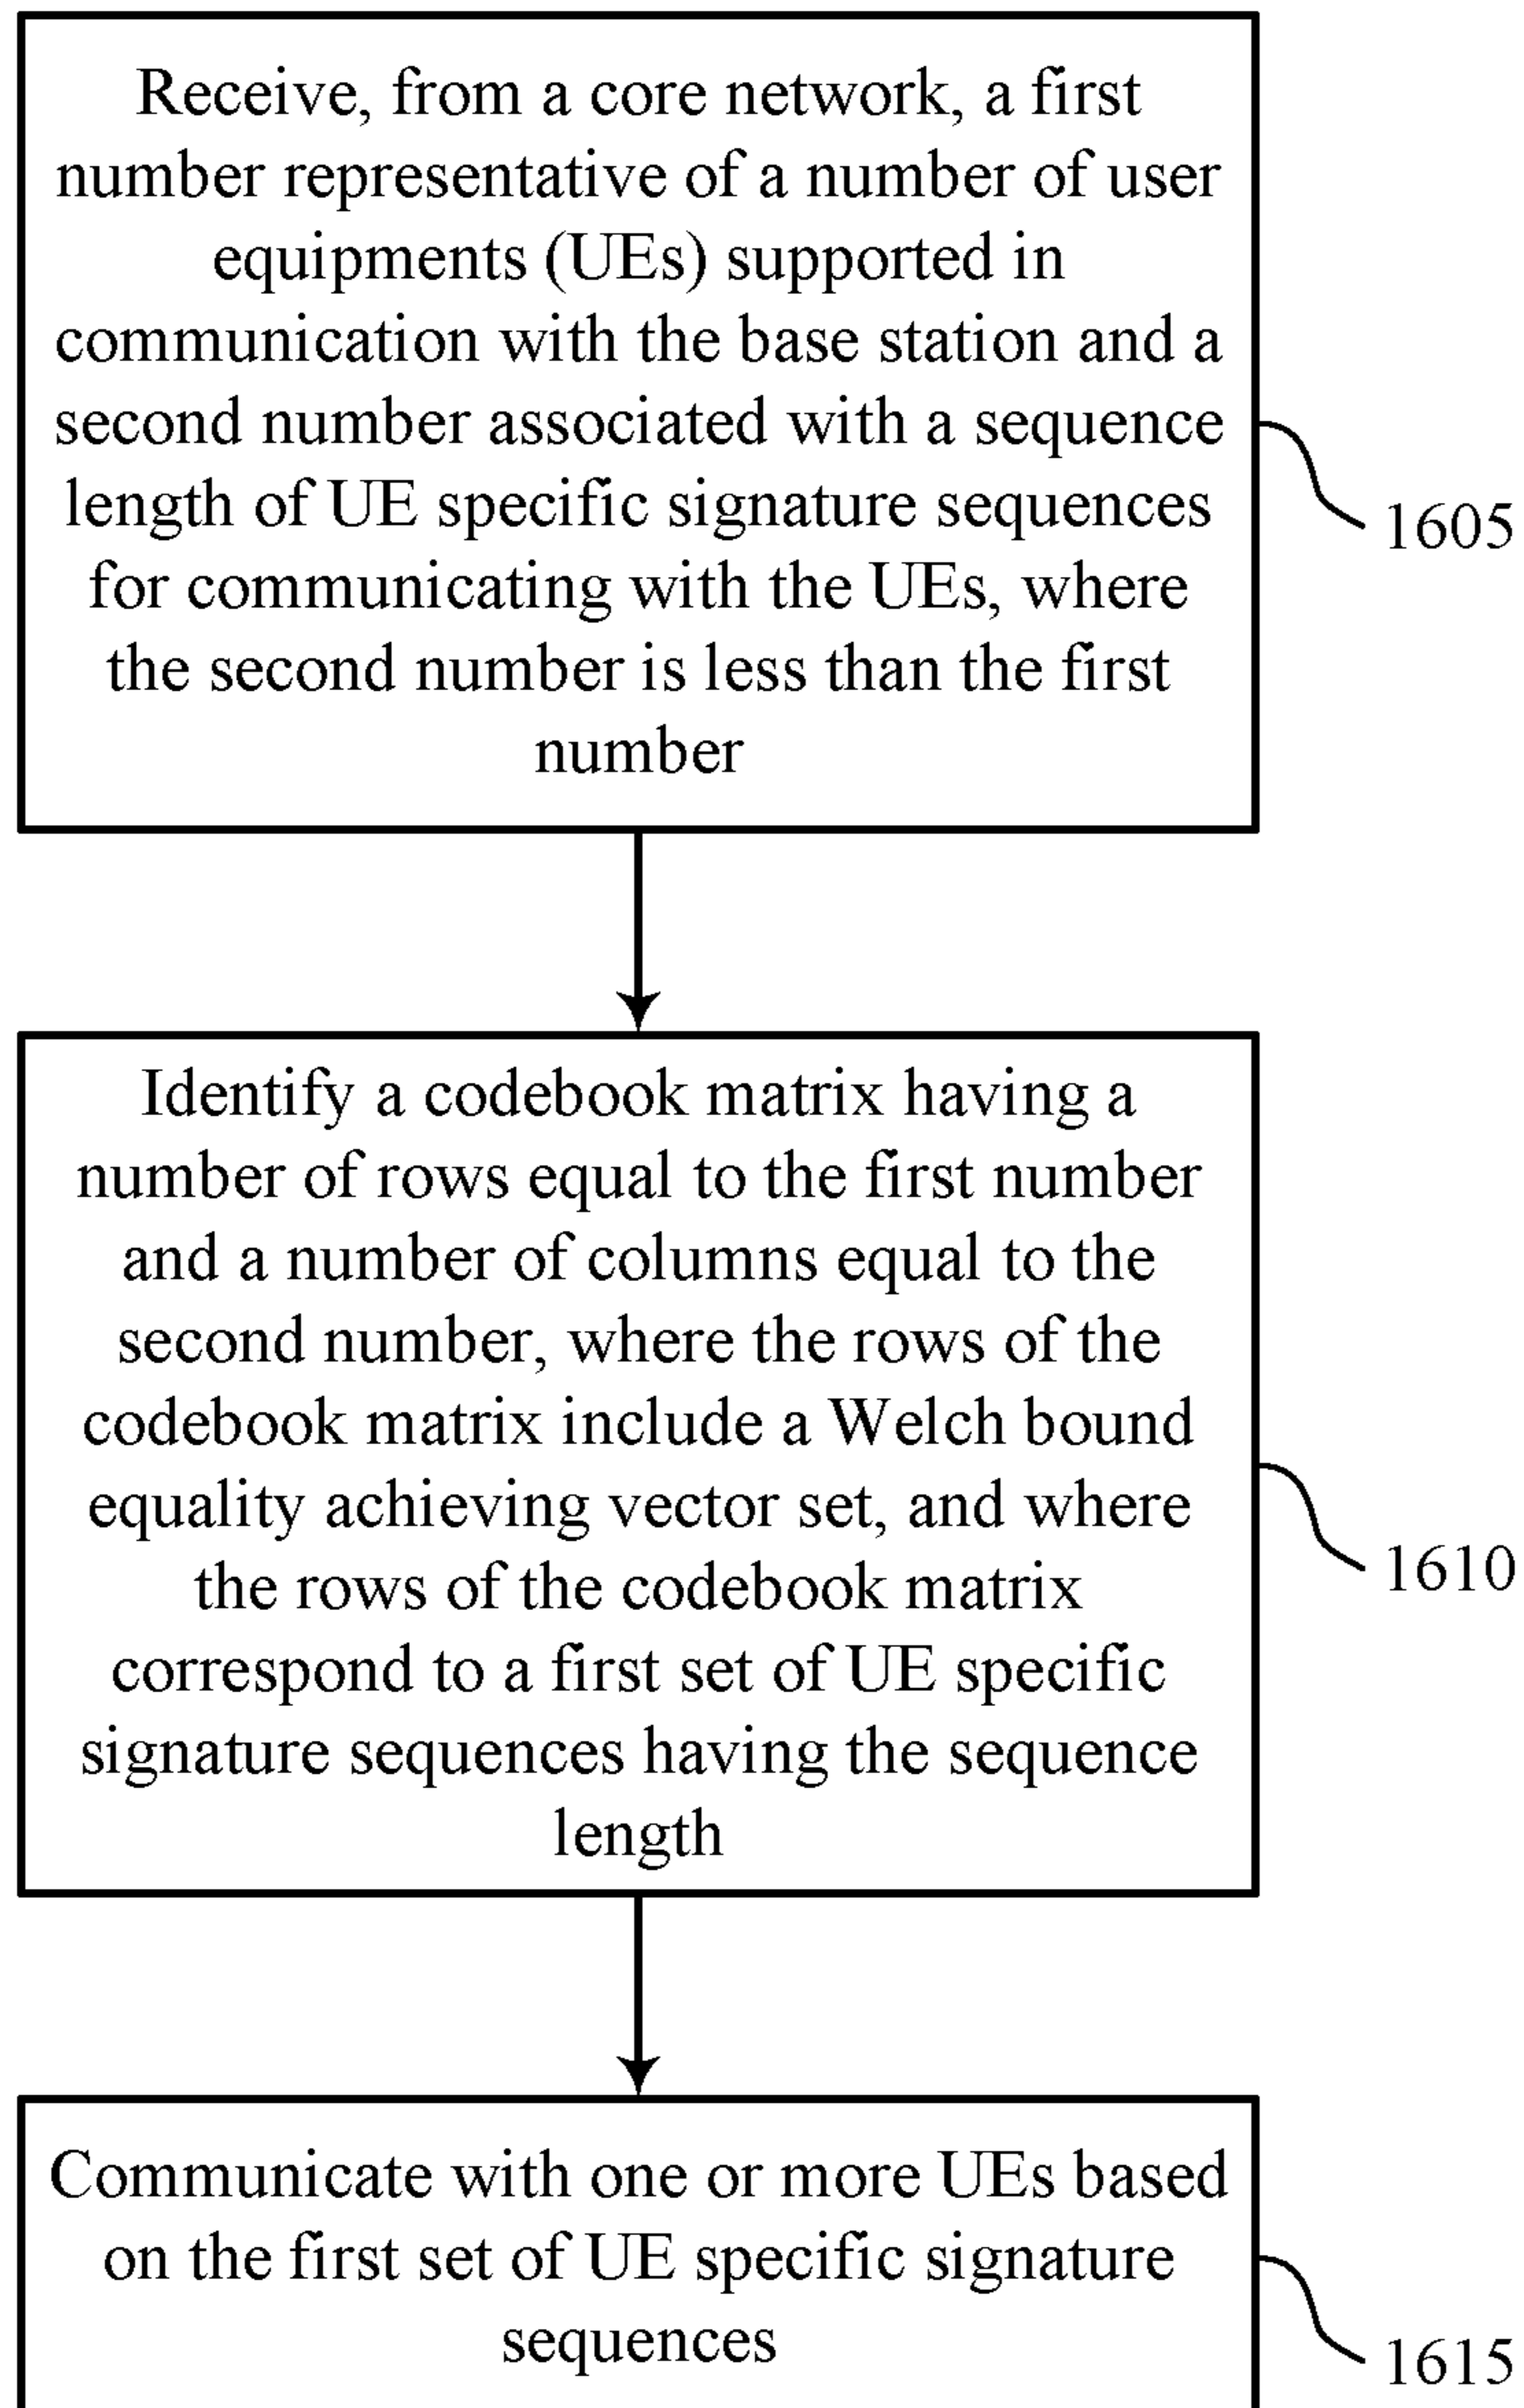 Receive, from a core network, a first
number representative of a number of user
equipments (UEs) supported in
communication with the base station and a
second number associated with a sequence
length of UE specific signature sequences
for communicating with the UEs, where
the second number is less than the first
number
1605
Identify a codebook matrix having a
number of rows equal to the first number
and a number of columns equal to the
second number, where the rows of the
codebook matrix include a Welch bound
equality achieving vector set, and where
the rows of the codebook matrix
correspond to a first set of UE specific
signature sequences having the sequence
length
1610
Communicate with one or more UEs based
on the first set of UE specific signature
sequences
1615